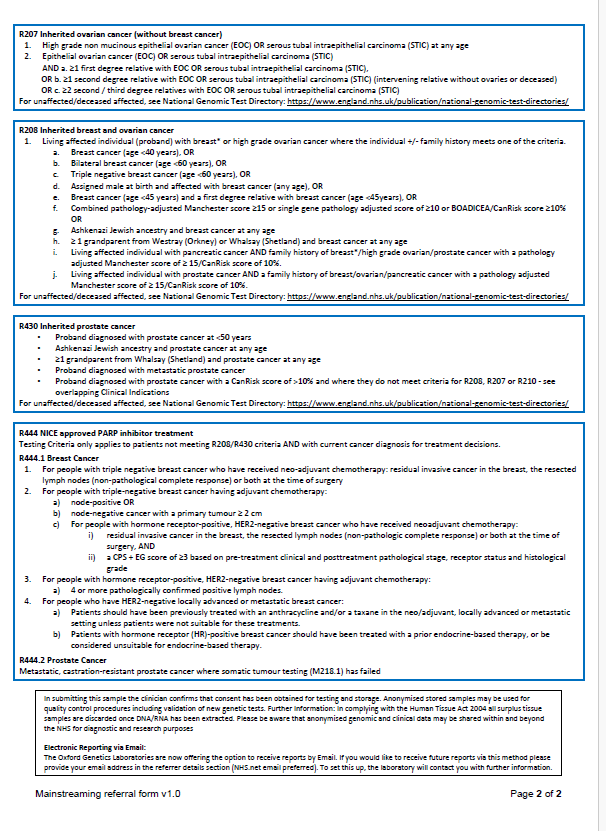 R207 Inherited ovarian cancer (without breast cancer)
1. High grade non mucinous epithelial ovarian cancer (EOC) OR serous tubal intraepithelial carcinoma (STIC) at any age
2. Epithelial ovarian cancer (EOC) OR serous tubal intraepithelial carcinoma (STIC)
AND a. ≥1 first degree relative with EOC OR serous tubal intraepithelial carcinoma (STIC),
OR b. ≥1 second degree relative with EOC OR serous tubal intraepithelial carcinoma (STIC) (intervening relative without ovaries or deceased)
OR c. ≥2 second / third degree relatives with EOC OR serous tubal intraepithelial carcinoma (STIC)
For unaffected/deceased affected, see National Genomic Test Directory: https://www.england.nhs.uk/publication/national-genomic-test-directories/
R208 Inherited breast and ovarian cancer
1. Living affected individual (proband) with breast* or high grade ovarian cancer where the individual +/- family history meets one of the criteria.
a. Breast cancer (age <40 years), OR
b. Bilateral breast cancer (age <60 years), OR
c. Triple negative breast cancer (age <60 years), OR
d. Assigned male at birth and affected with breast cancer (any age), OR
e. Breast cancer (age <45 years) and a first degree relative with breast cancer (age <45years), OR
f. Combined pathology-adjusted Manchester score ≥15 or single gene pathology adjusted score of ≥10 or BOADICEA/CanRisk score ≥10%
OR
g. Ashkenazi Jewish ancestry and breast cancer at any age
h. ≥ 1 grandparent from Westray (Orkney) or Whalsay (Shetland) and breast cancer at any age
i. Living affected individual with pancreatic cancer AND family history of breast*/high grade ovarian/prostate cancer with a pathology
adjusted Manchester score of ≥ 15/CanRisk score of 10%.
j. Living affected individual with prostate cancer AND a family history of breast/ovarian/pancreatic cancer with a pathology adjusted
Manchester score of ≥ 15/CanRisk score of 10%.
For unaffected/deceased affected, see National Genomic Test Directory: https://www.england.nhs.uk/publication/national-genomic-test-directories/
R430 Inherited prostate cancer
• Proband diagnosed with prostate cancer at <50 years
• Ashkenazi Jewish ancestry and prostate cancer at any age
• ≥1 grandparent from Whalsay (Shetland) and prostate cancer at any age
• Proband diagnosed with metastatic prostate cancer
• Proband diagnosed with prostate cancer with a CanRisk score of >10% and where they do not meet criteria for R208, R207 or R210 - see
overlapping Clinical Indications
For unaffected/deceased affected, see National Genomic Test Directory: https://www.england.nhs.uk/publication/national-genomic-test-directories/
R444 NICE approved PARP inhibitor treatment
Testing Criteria only applies to patients not meeting R208/R430 criteria AND with current cancer diagnosis for treatment decisions.
R444.1 Breast Cancer
1. For people with triple negative breast cancer who have received neo-adjuvant chemotherapy: residual invasive cancer in the breast, the resected
lymph nodes (non-pathological complete response) or both at the time of surgery
2. For people with triple-negative breast cancer having adjuvant chemotherapy:
a) node-positive OR
b) node-negative cancer with a primary tumour ≥ 2 cm
c) For people with hormone receptor-positive, HER2-negative breast cancer who have received neoadjuvant chemotherapy:
i) residual invasive cancer in the breast, the resected lymph nodes (non-pathologic complete response) or both at the time of
surgery, AND
ii) a CPS + EG score of ≥3 based on pre-treatment clinical and posttreatment pathological stage, receptor status and histological
grade
3. For people with hormone receptor-positive, HER2-negative breast cancer having adjuvant chemotherapy:
a) 4 or more pathologically confirmed positive lymph nodes.
4. For people who have HER2-negative locally advanced or metastatic breast cancer:
a) Patients should have been previously treated with an anthracycline and/or a taxane in the neo/adjuvant, locally advanced or metastatic
setting unless patients were not suitable for these treatments.
b) Patients with hormone receptor (HR)-positive breast cancer should have been treated with a prior endocrine-based therapy, or be
considered unsuitable for endocrine-based therapy.
R444.2 Prostate Cancer
Metastatic, castration-resistant prostate cancer where somatic tumour testing (M218.1) has failed
In submitting this sample the clinician confirms that consent has been obtained for testing and storage. Anonymised stored samples may be used for
quality control procedures including validation of new genetic tests. Further Information: In complying with the Human Tissue Act 2004 all surplus tissue
samples are discarded once DNA/RNA has been extracted. Please be aware that anonymised genomic and clinical data may be shared within and beyond
the NHS for diagnostic and research purposes
Electronic Reporting via Email:
The Oxford Genetics Laboratories are now offering the option to receive reports by Email. If you would like to receive future reports via this method please
provide your email address in the referrer details section (NHS.net email preferred). To set this up, the laboratory will contact you with further information.
Mainstreaming referral form v1.0
Page 2 of 2